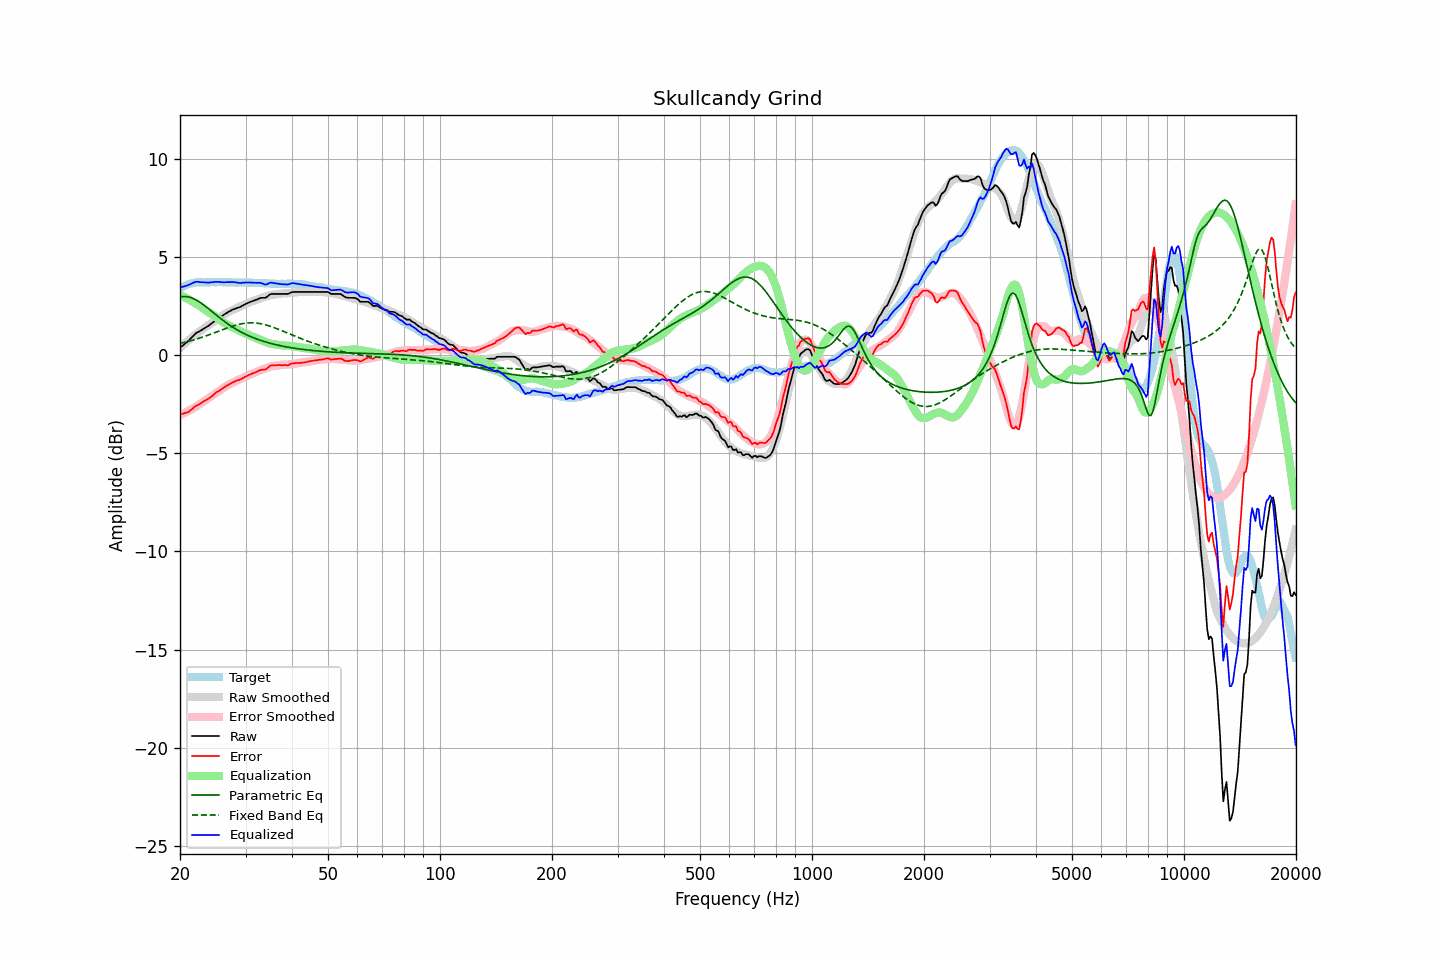 Skullcandy Grind
Amplitude (dBr)
10
5
0
−5
−10
−15
−20
−25
Target
Raw Smoothed
Error Smoothed
Raw
Error
Equalization
Parametric Eq
Fixed Band Eq
Equalized
20 50 100 200 500 1000 2000 5000 10000 20000
Frequency (Hz)